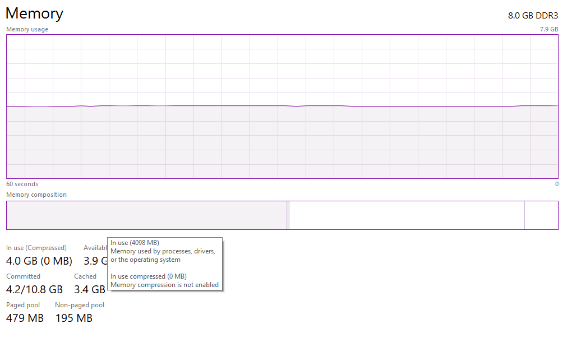 Memory 8.0 GB DDR3
Memory usage 7.9 GB
60 seconds 0
Memory composition
In use (Compressed)
4.0 GB (0 MB)
3.9
In use (4098 MB)
Memory used by processes, drivers,
or the operating system
In use compressed (0 MB)
Memory compression is not enabled
Committed Cached
4.2/10.8 GB 3.4 GB
Paged pool Non-paged pool
479 MB 195 MB